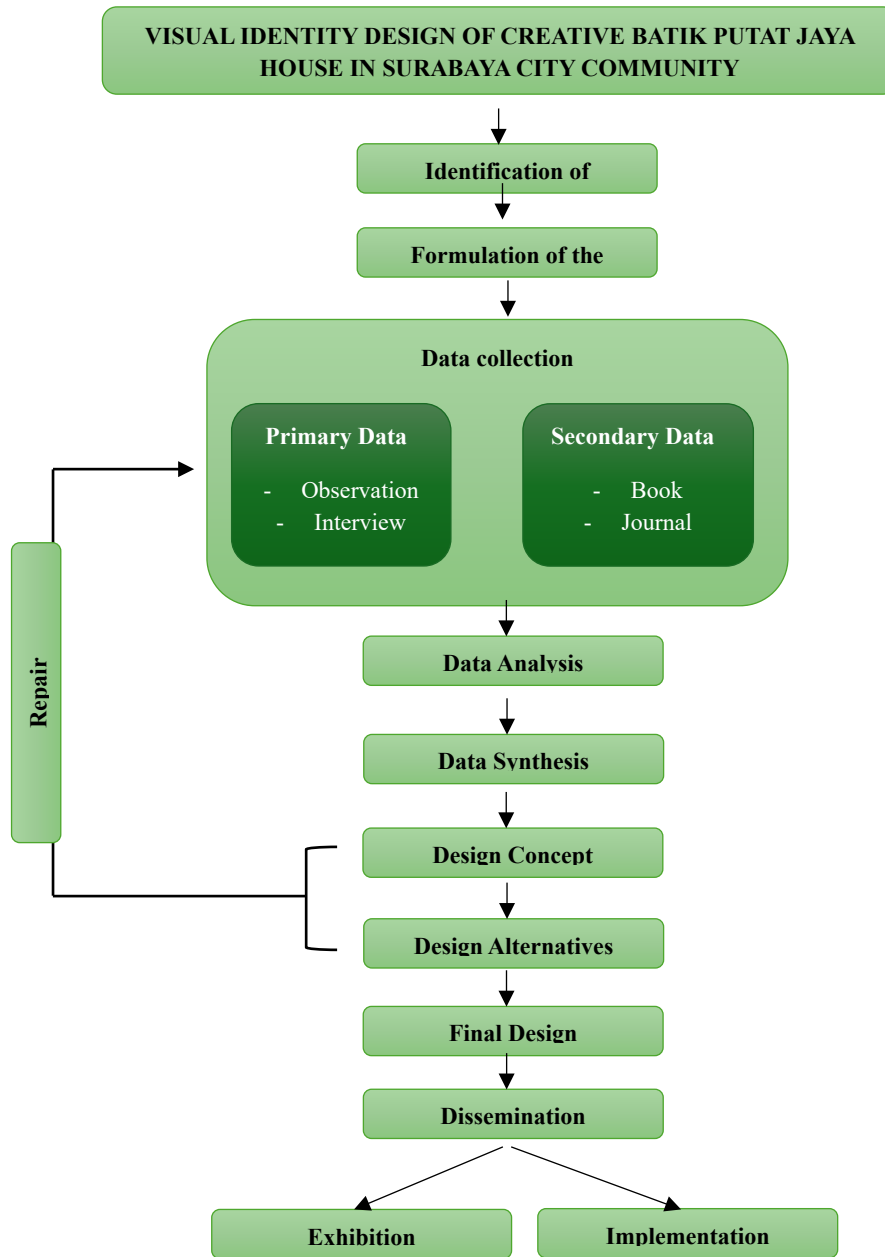 VISUAL IDENTITY DESIGN OF CREATIVE BATIK PUTAT JAYA
HOUSE IN SURABAYA CITY COMMUNITY
Identification of
Formulation of the
Data collection
Primary Data
- Observation
- Interview
Secondary Data
- Book
- Journal
Repair
Data Analysis
Data Synthesis
Design Concept
Design Alternatives
Final Design
Dissemination
Exhibition
Implementation